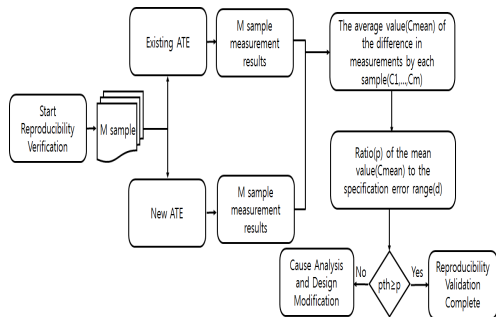 Start
Reproducibility
Verification
M sample
Existing ATE
M sample
measurement
results
New ATE
M sample
measurement
results
The average value(Cmean) of
the difference in
measurements by each
sample(C1,...,Cm)
Ratio(p) of the mean
value(Cmean) to the
specification error range(d)
pth≥p
No
Yes
Cause Analysis
and Design
Modification
Reproducibility
Validation
Complete